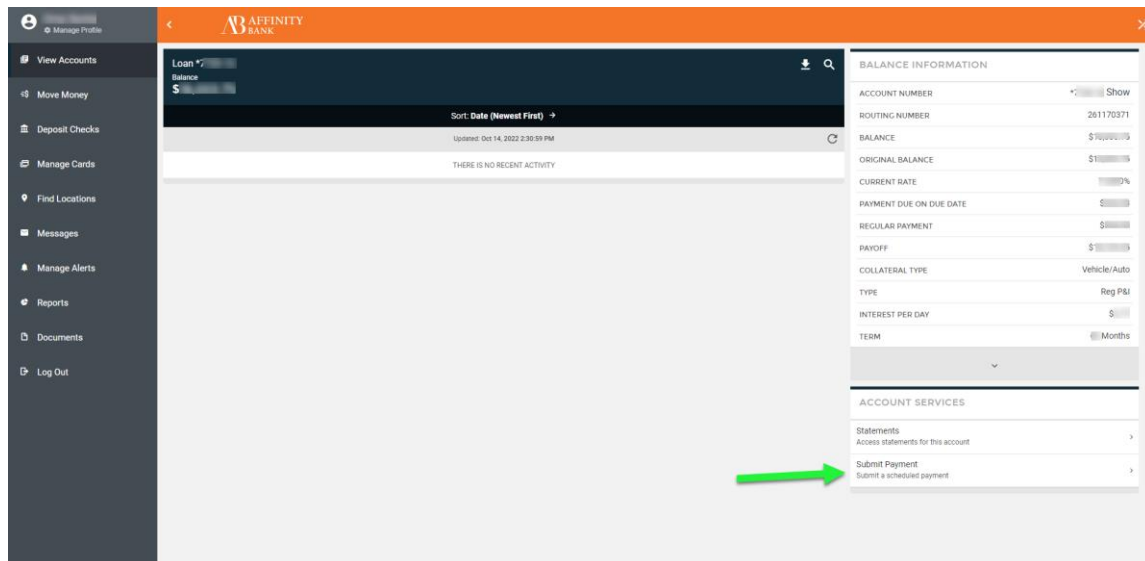 Manage Profile
AB AFFINITY
BANK
View Accounts
Move Money
Deposit Checks
Manage Cards
Find Locations
Messages
Manage Alerts
Reports
Documents
Log Out
Loan *7
Balance
$
Sort: Date (Newest First) →
Updated: Oct 14, 2022 2:30:59 PM
THERE IS NO RECENT ACTIVITY
BALANCE INFORMATION
ACCOUNT NUMBER Show
ROUTING NUMBER 261170371
BALANCE
ORIGINAL BALANCE
CURRENT RATE
PAYMENT DUE ON DUE DATE
REGULAR PAYMENT
PAYOFF
COLLATERAL TYPE Vehicle/Auto
TYPE Reg P&I
INTEREST PER DAY
TERM Months
ACCOUNT SERVICES
Statements
Access statements for this account
Submit Payment
Submit a scheduled payment